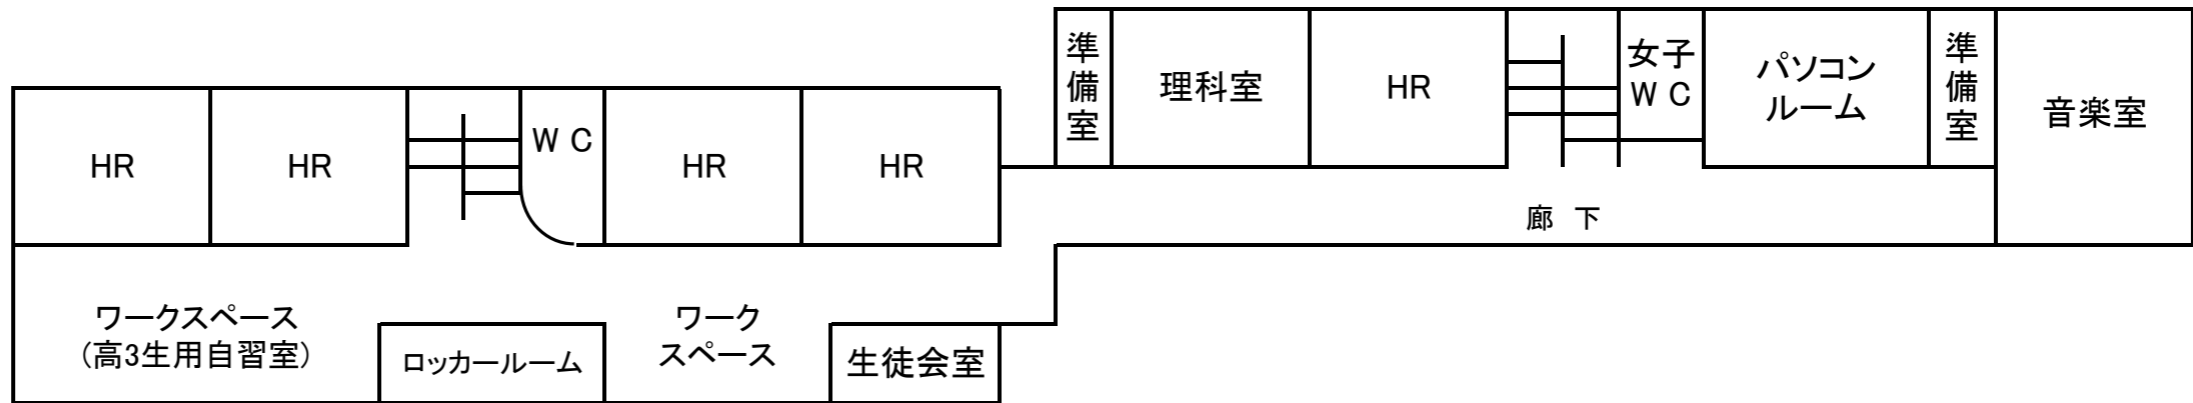 準備室
理科室
HR
女子
WC
パソコン
ルーム
準備室
音楽室
HR
HR
WC
HR
HR
廊下
ワークスペース
(高3生用自習室)
ロッカールーム
ワーク
スペース
生徒会室